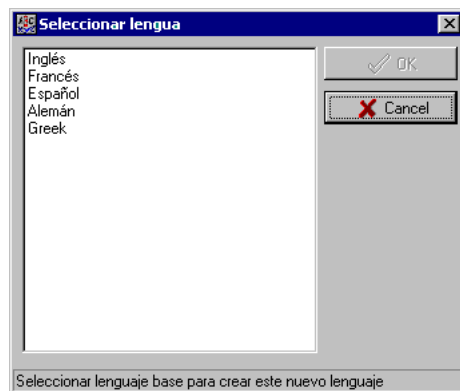 Seleccionar lengua
Inglés
Francés
Español
Alemán
Greek
OK
Cancel
Seleccionar lenguaje base para crear este nuevo lenguaje